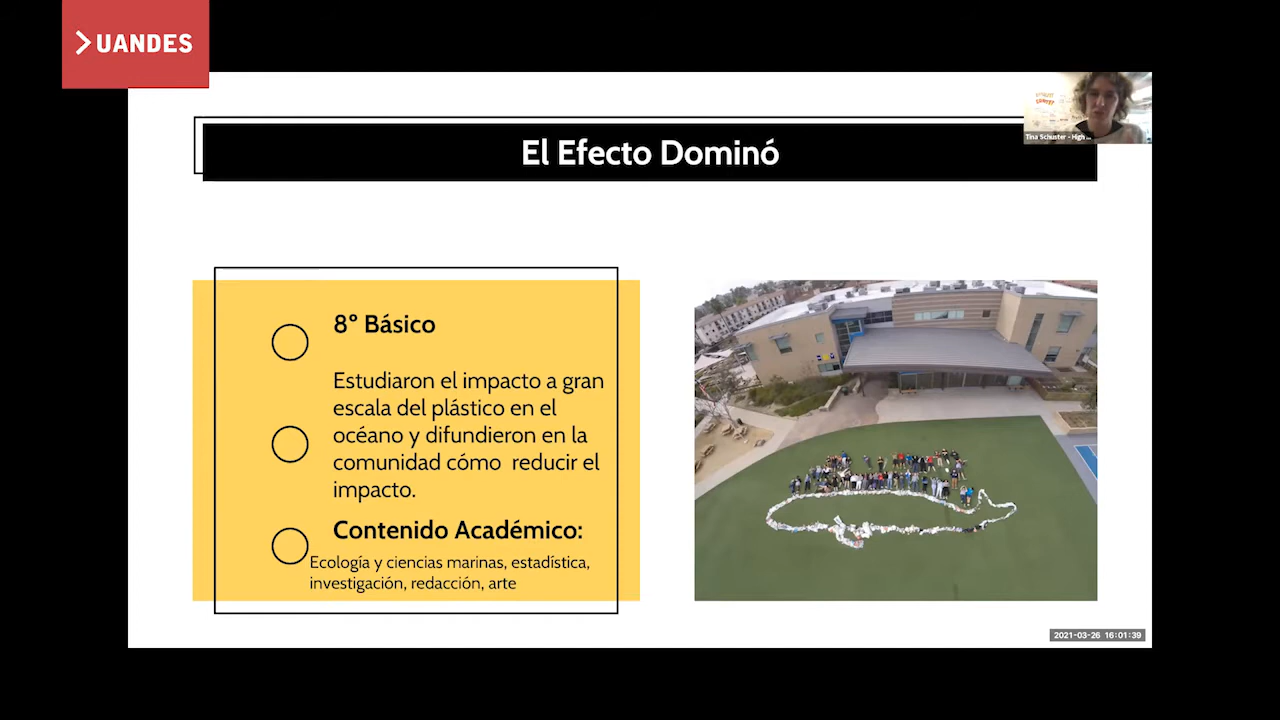 UANDES
Tina Schuster - High ...
El Efecto Dominó
8º Básico
Estudiaron el impacto a gran
escala del plástico en el
océano y difundieron en la
comunidad cómo reducir el
impacto.
Contenido Académico:
Ecología y ciencias marinas, estadística,
investigación, redacción, arte
2021-03-26 16:01:39